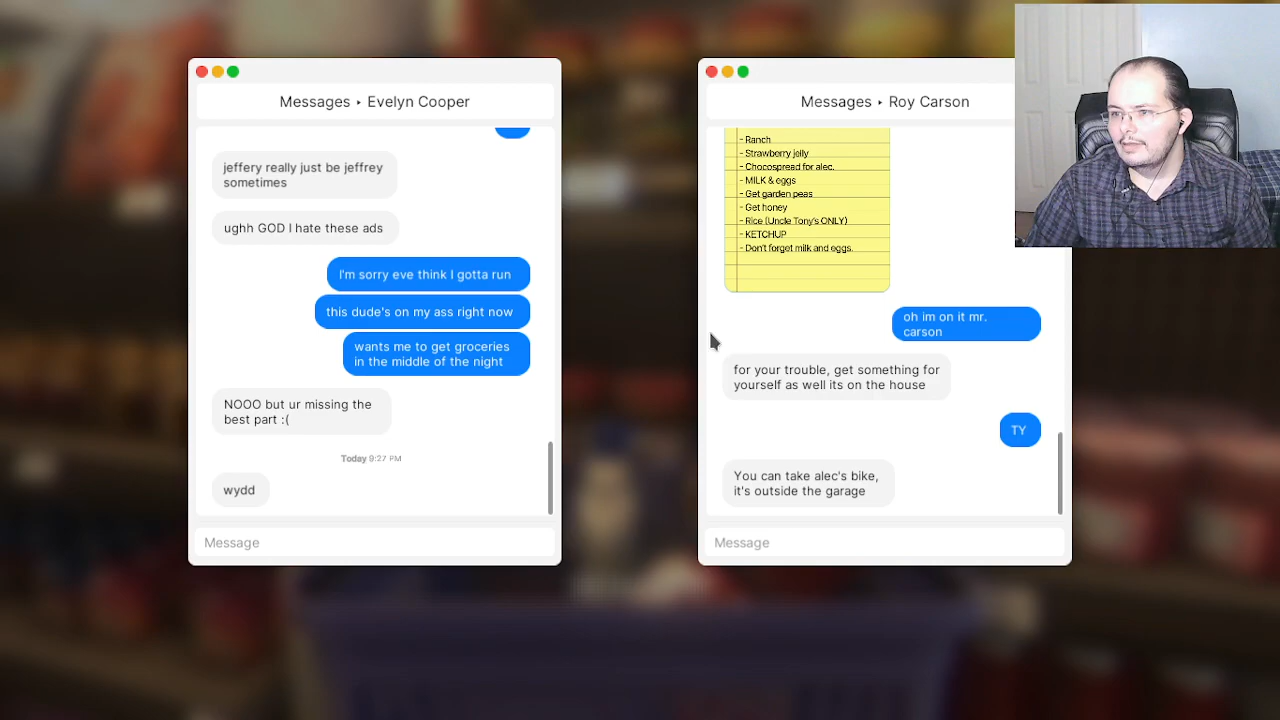 Messages ▸ Evelyn Cooper
jeffery really just be jeffrey
sometimes
ughh GOD I hate these ads
I'm sorry eve think I gotta run
this dude's on my ass right now
wants me to get groceries
in the middle of the night
NOOO but ur missing the
best part :(
Today 9:27 PM
wydd
Message
Messages ▸ Roy Carson
- Ranch
- Strawberry jelly
- Chocospread for alec.
- MILK & eggs
- Get garden peas
- Get honey
- Rice (Uncle Tony's ONLY)
- KETCHUP
- Don't forget milk and eggs.
oh im on it mr.
carson
for your trouble, get something for
yourself as well its on the house
TY
You can take alec's bike,
it's outside the garage
Message